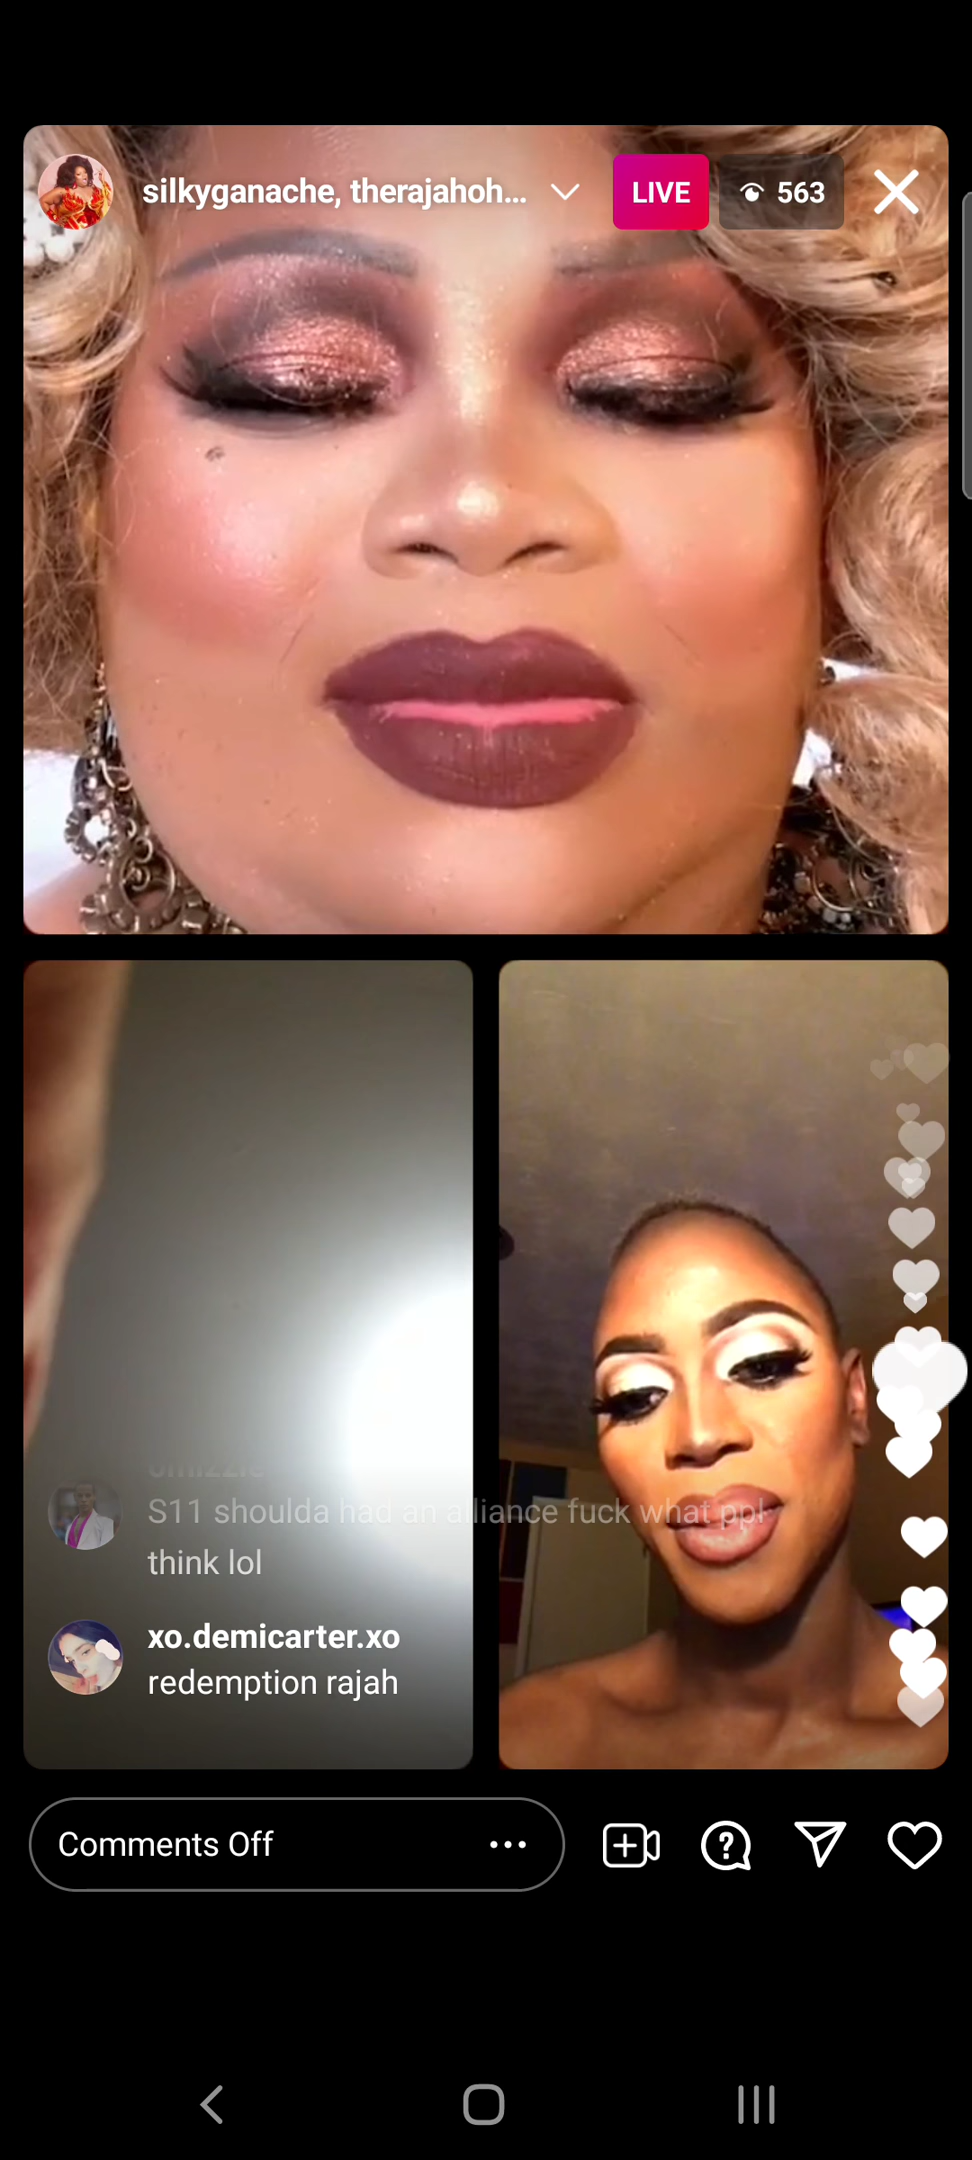 silkyganache, therajahoh...
LIVE
563
S11 shoulda had an alliance fuck what ppl
think lol
xo.demicarter.xo
redemption rajah
Comments Off